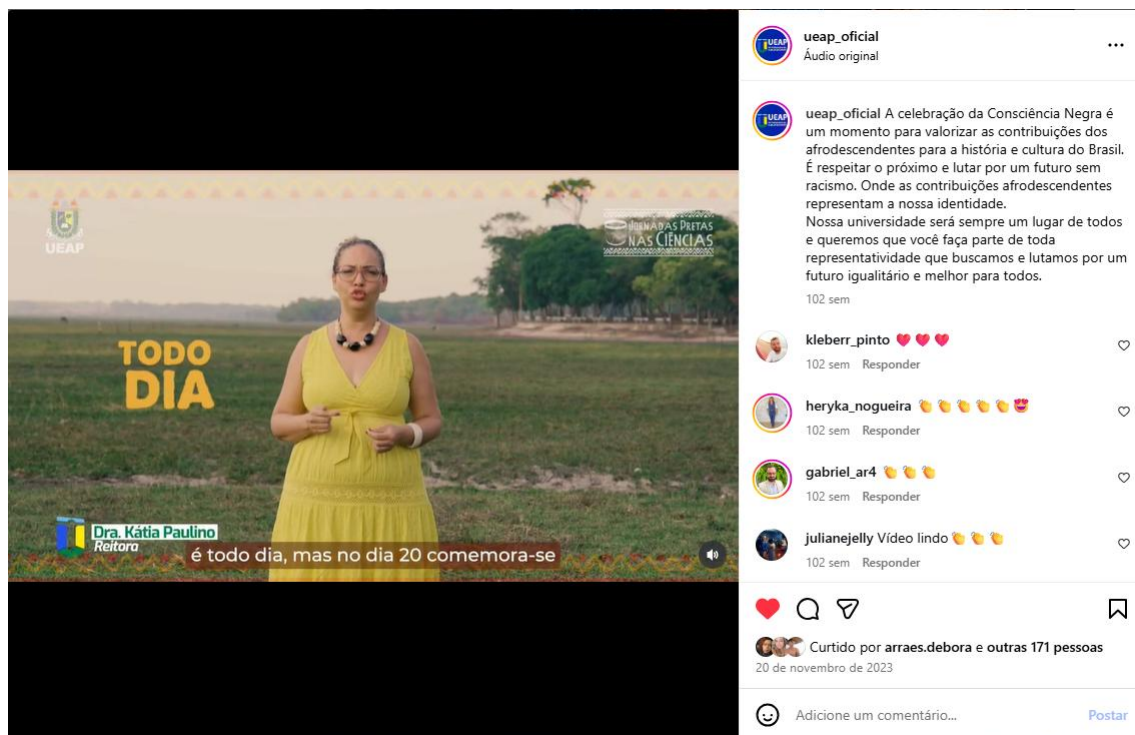 UEAP
JORNADAS PRETAS
NAS CIÊNCIAS
TODO
DIA
Dra. Kátia Paulino
Reitora
é todo dia, mas no dia 20 comemora-se
UEAP
ueap_oficial
Áudio original
UEAP
ueap_oficial A celebração da Consciência Negra é
um momento para valorizar as contribuições dos
afrodescendentes para a história e cultura do Brasil.
É respeitar o próximo e lutar por um futuro sem
racismo. Onde as contribuições afrodescendentes
representam a nossa identidade.
Nossa universidade será sempre um lugar de todos
e queremos que você faça parte de toda
representatividade que buscamos e lutamos por um
futuro igualitário e melhor para todos.
102 sem
kleberr_pinto ❤️ ❤️ ❤️
102 sem Responder
heryka_nogueira 👏 👏 👏 👏 👏 😍
102 sem Responder
gabriel_ar4 👏 👏 👏
102 sem Responder
julianejelly Vídeo lindo 👏 👏 👏
102 sem Responder
Curtido por arraes.debora e outras 171 pessoas
20 de novembro de 2023
Adicione um comentário...
Postar